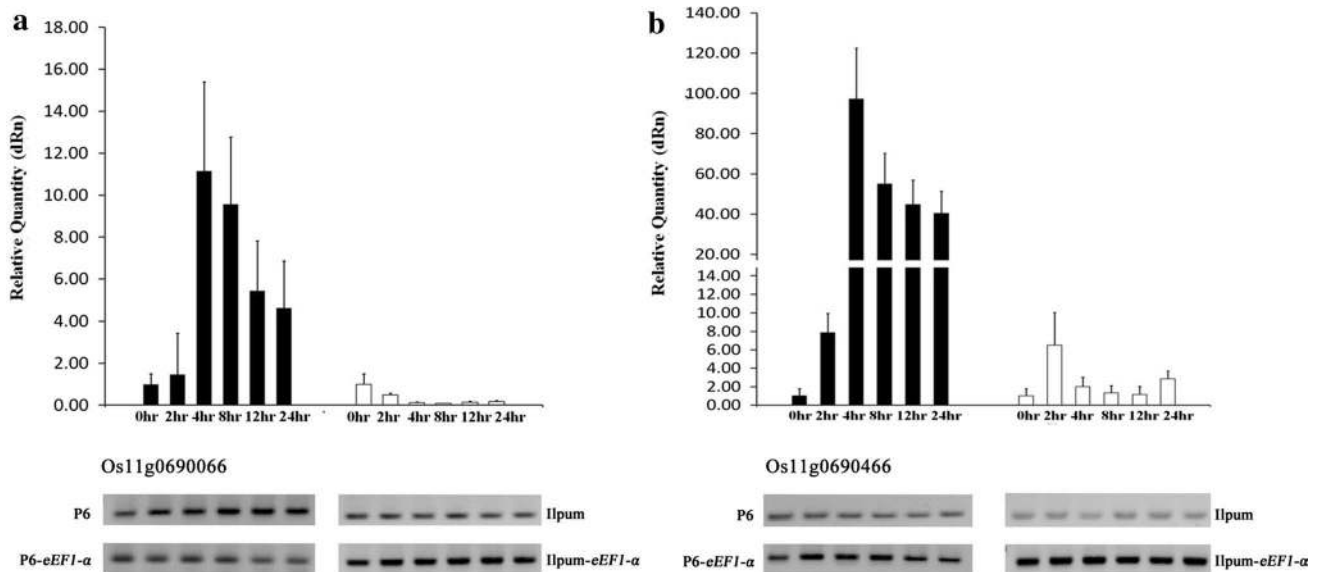 a
Relative Quantity (dRn)
18.00
16.00
14.00
12.00
10.00
8.00
6.00
4.00
2.00
0.00
0hr 2hr 4hr 8hr 12hr 24hr
0hr 2hr 4hr 8hr 12hr 24hr
Os11g0690066
P6
Ilpum
P6-eEF1-α
Ilpum-eEF1-α
b
Relative Quantity (dRn)
140.00
120.00
100.00
80.00
60.00
40.00
20.00
14.00
12.00
10.00
8.00
6.00
4.00
2.00
0.00
0hr 2hr 4hr 8hr 12hr 24hr
0hr 2hr 4hr 8hr 12hr 24hr
Os11g0690466
P6
Ilpum
P6-eEF1-α
Ilpum-eEF1-α